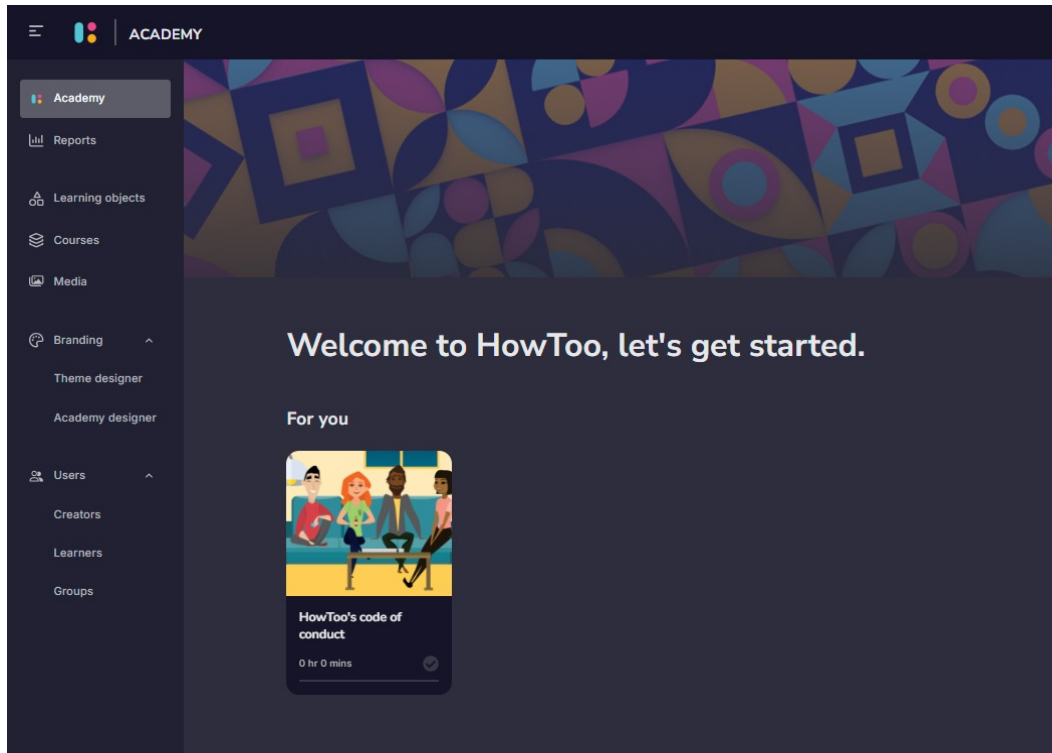 ACADEMY
Academy
Reports
Learning objects
Courses
Media
Branding
Theme designer
Academy designer
Users
Creators
Learners
Groups
Welcome to HowToo, let's get started.
For you
HowToo's code of
conduct
0 hr 0 mins